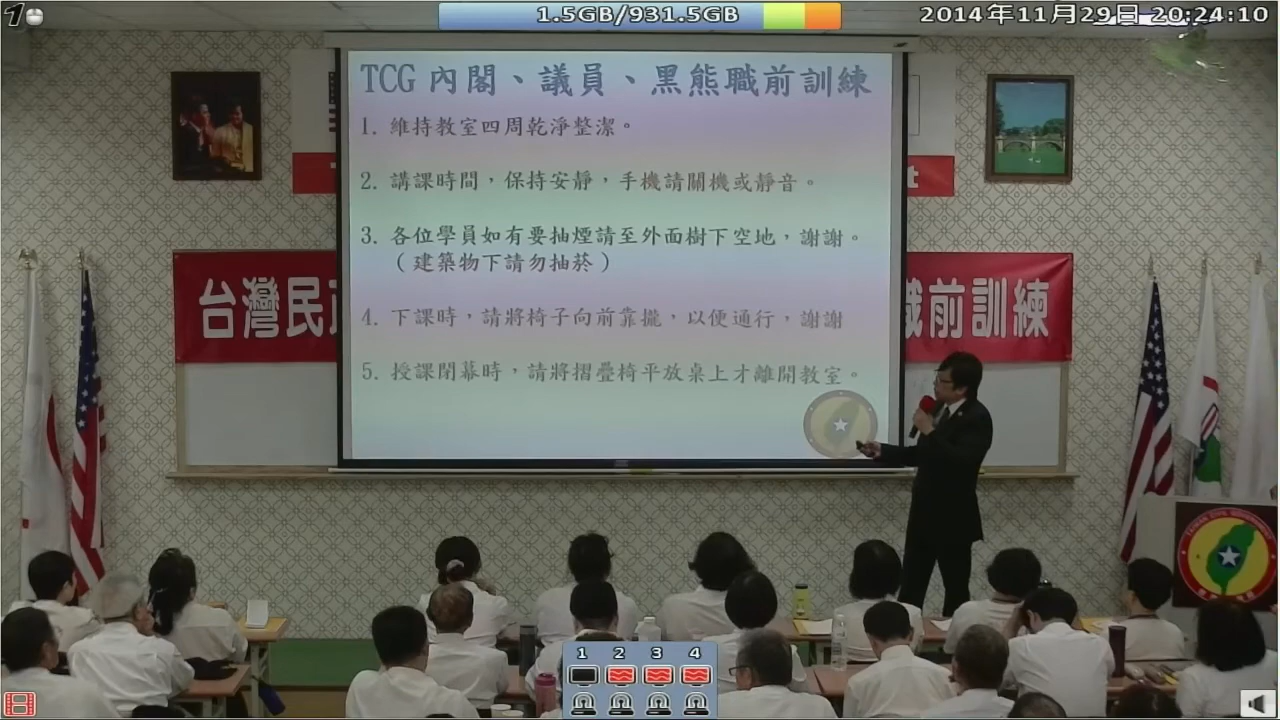 1
1.5GB/931.5GB
2014年11月29日 20:24:10
TCG 內閣、議員、黑熊職前訓練
1. 維持教室四周乾淨整潔。
2. 講課時間，保持安靜，手機請關機或靜音。
3. 各位學員如有要抽煙請至外面樹下空地，謝謝。
（建築物下請勿抽菸）
4. 下課時，請將椅子向前靠攏，以便通行，謝謝
5. 授課閉幕時，請將摺疊椅平放桌上才離開教室。
t
台灣民
職前訓練
TAIWAN CIVIL GOVERNMENT
1 2 3 4